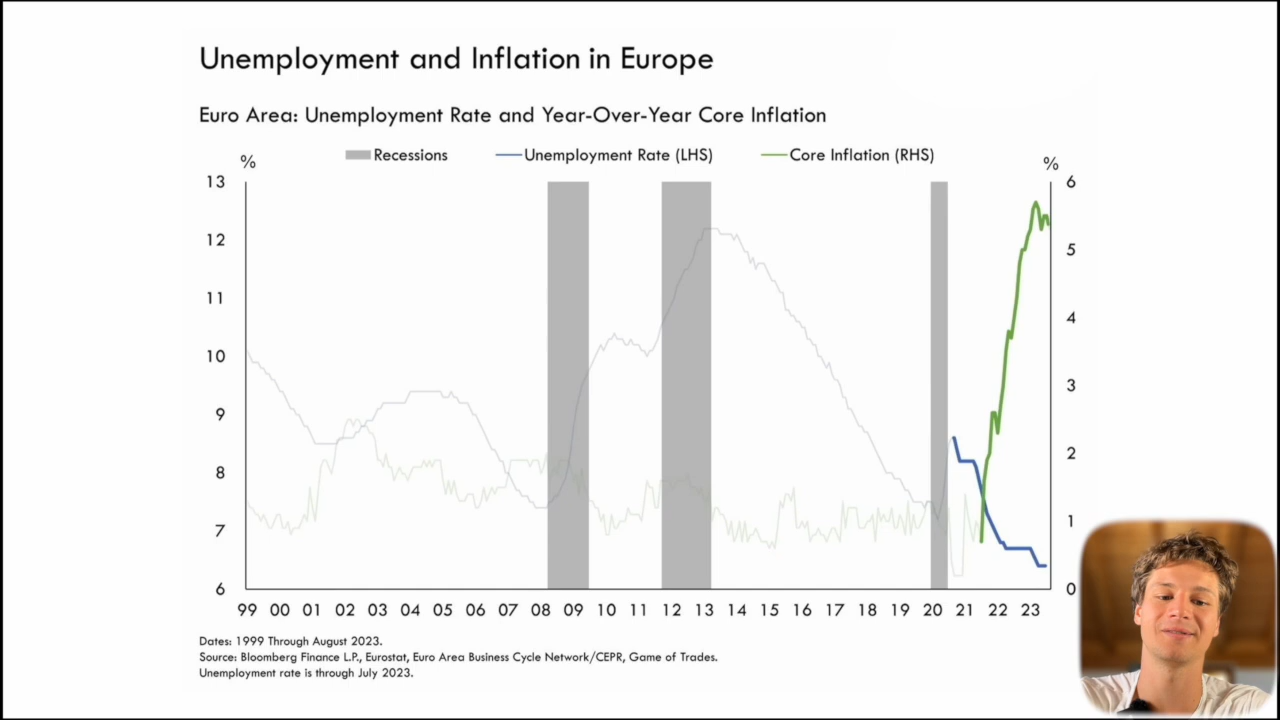 Unemployment and Inflation in Europe
Euro Area: Unemployment Rate and Year-Over-Year Core Inflation
% Recessions Unemployment Rate (LHS) Core Inflation (RHS) %
13 6
12 5
11 4
10 3
9 2
8 1
7 0
6
99 00 01 02 03 04 05 06 07 08 09 10 11 12 13 14 15 16 17 18 19 20 21 22 23
Dates: 1999 Through August 2023.
Source: Bloomberg Finance L.P., Eurostat, Euro Area Business Cycle Network/CEPR, Game of Trades.
Unemployment rate is through July 2023.